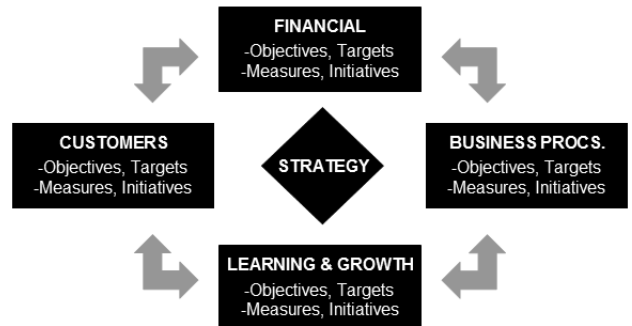 FINANCIAL
-Objectives, Targets
-Measures, Initiatives
CUSTOMERS
-Objectives, Targets
-Measures, Initiatives
STRATEGY
BUSINESS PROCS.
-Objectives, Targets
-Measures, Initiatives
LEARNING & GROWTH
-Objectives, Targets
-Measures, Initiatives